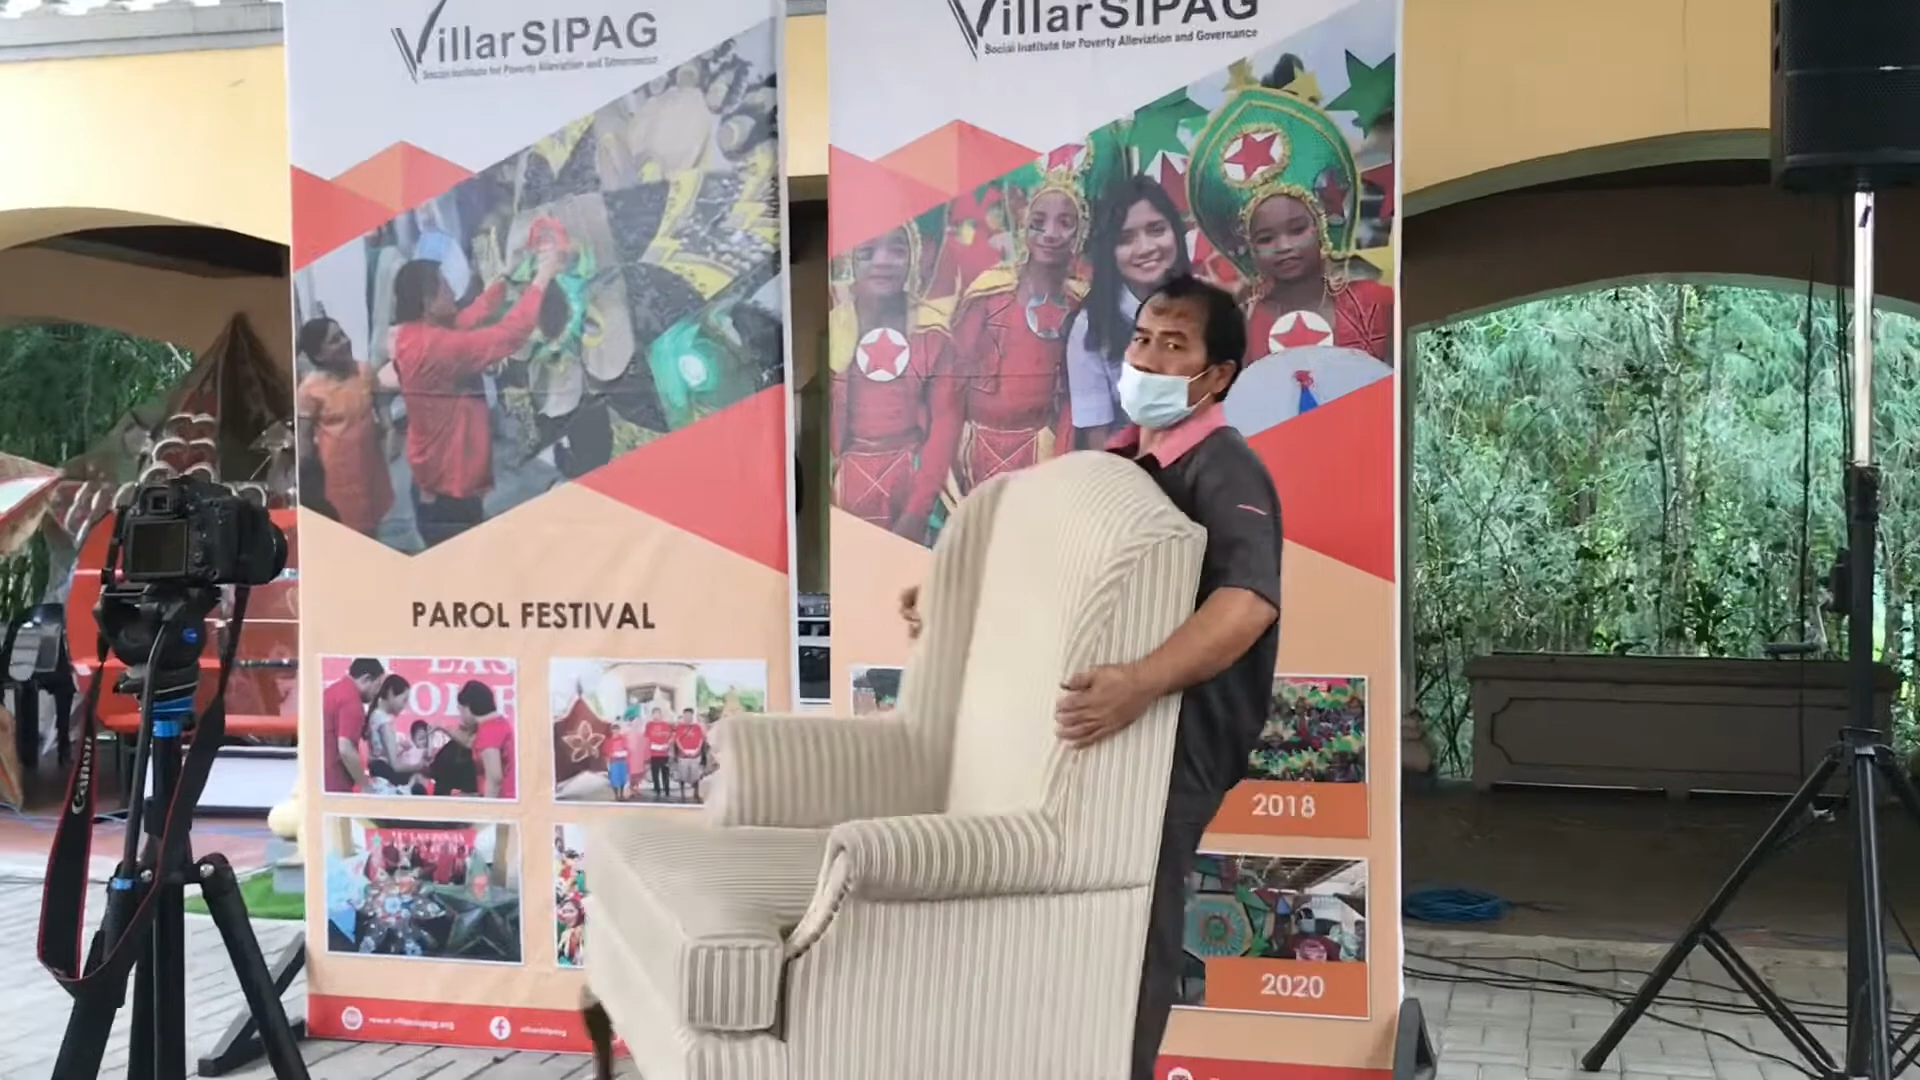 VillarSIPAG
Social Institute for Poverty Alleviation and Governance
VillarSIPAG
Social Institute for Poverty Alleviation and Governance
PAROL FESTIVAL
2018
2020
Canon